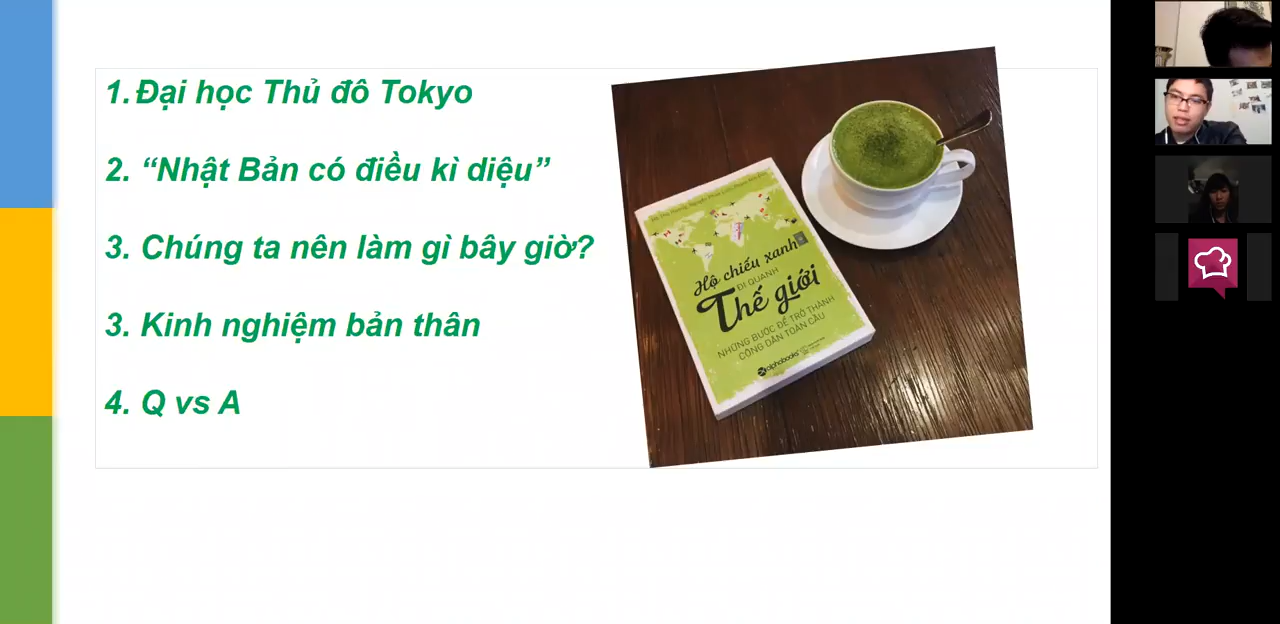 1. Đại học Thủ đô Tokyo
2. “Nhật Bản có điều kì diệu”
3. Chúng ta nên làm gì bây giờ?
3. Kinh nghiệm bản thân
4. Q vs A
Hộ chiếu xanh
ĐI QUANH
Thế giới
NHỮNG BƯỚC ĐỂ TRỞ THÀNH
CÔNG DÂN TOÀN CẦU
alphabooks